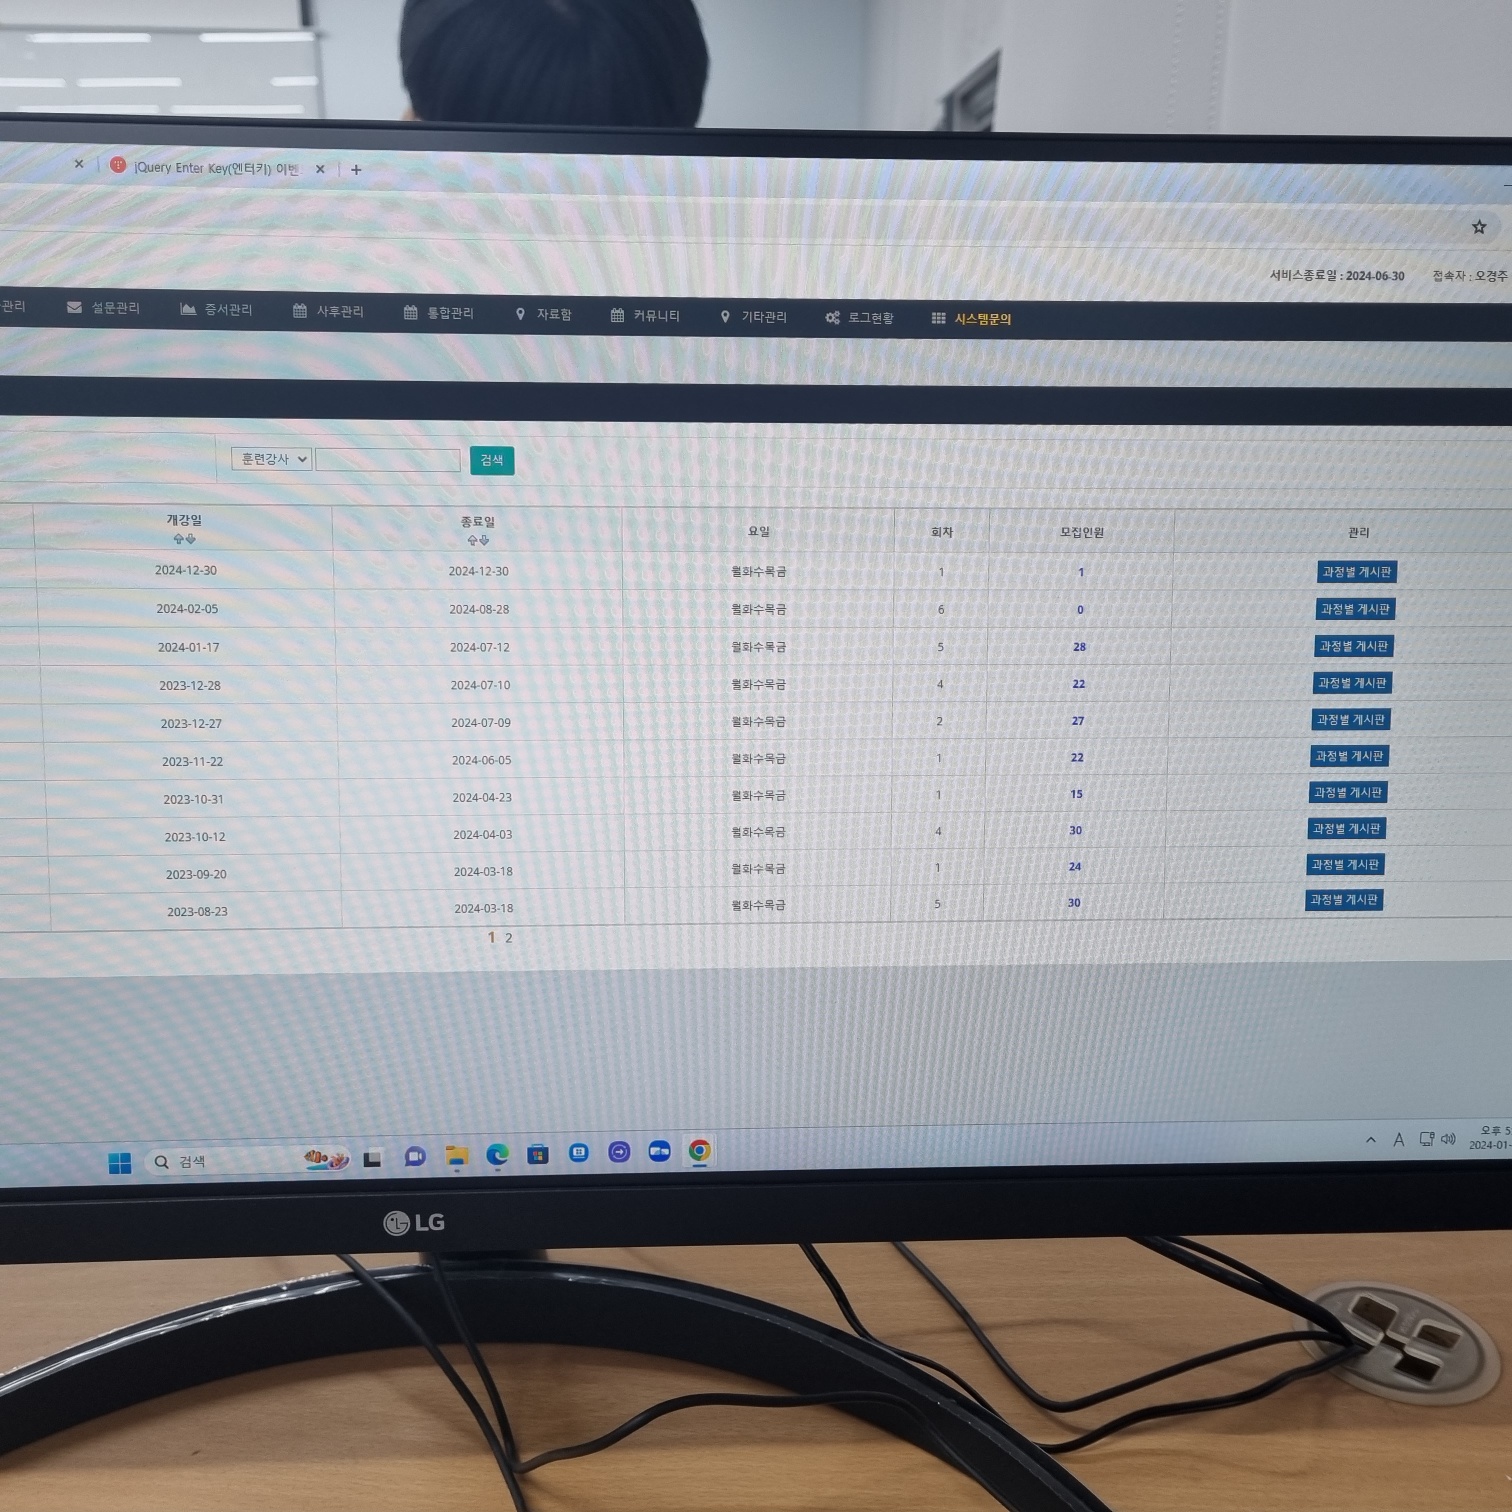 jQuery Enter Key(엔터키) 이벤
서비스종료일 : 2024-06-30 접속자 : 오경주
관리 설문관리 증서관리 사후관리 통합관리 자료함 커뮤니티 기타관리 로그현황 시스템문의
훈련강사 검색
개강일 종료일 요일 회차 모집인원 관리
2024-12-30 2024-12-30 월화수목금 1 1 과정별 게시판
2024-02-05 2024-08-28 월화수목금 6 0 과정별 게시판
2024-01-17 2024-07-12 월화수목금 5 28 과정별 게시판
2023-12-28 2024-07-10 월화수목금 4 22 과정별 게시판
2023-12-27 2024-07-09 월화수목금 2 27 과정별 게시판
2023-11-22 2024-06-05 월화수목금 1 22 과정별 게시판
2023-10-31 2024-04-23 월화수목금 1 15 과정별 게시판
2023-10-12 2024-04-03 월화수목금 4 30 과정별 게시판
2023-09-20 2024-03-18 월화수목금 1 24 과정별 게시판
2023-08-23 2024-03-18 월화수목금 5 30 과정별 게시판
1 2
검색 A 오후 5:
2024-01-
LG